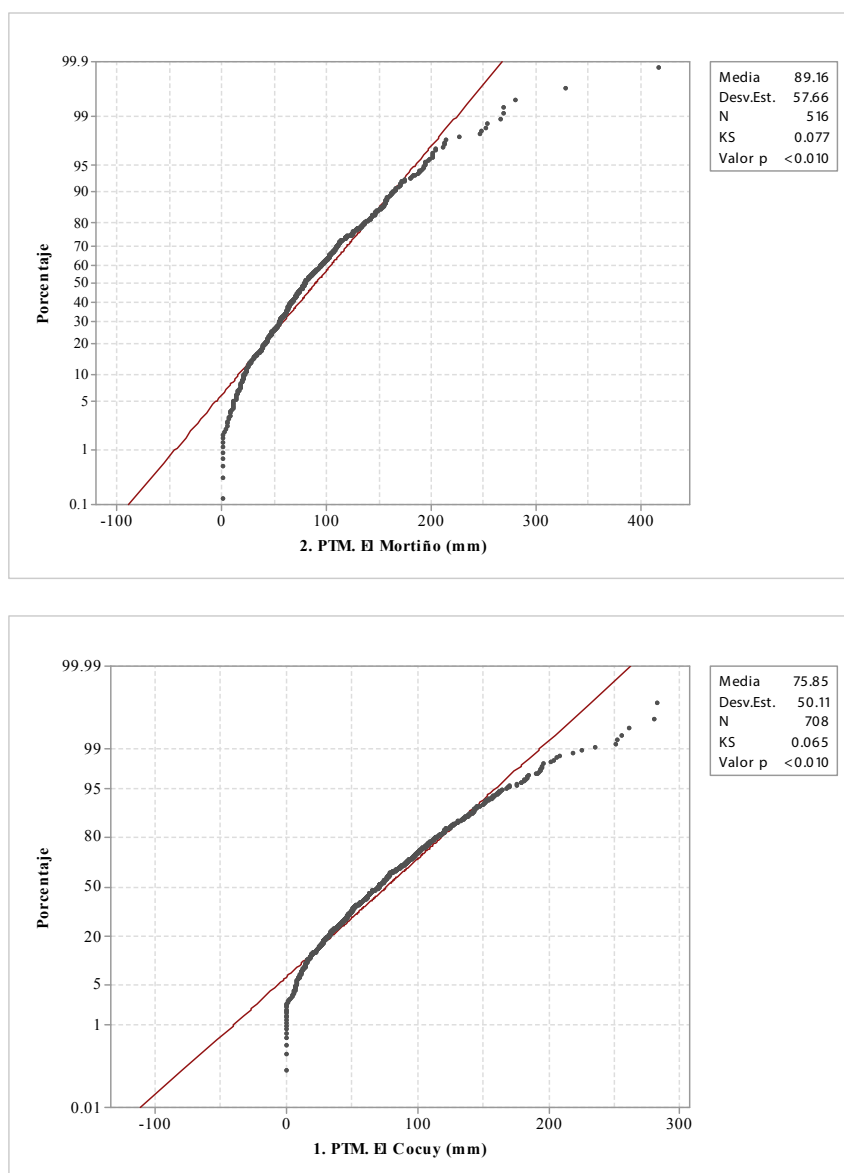 99.9
99
95
90
80
70
60
50
40
30
20
10
5
1
0.1
Porcentaje
-100 0 100 200 300 400
2. PTM. El Mortiño (mm)
Media 89.16
Desv.Est. 57.66
N 516
KS 0.077
Valor p <0.010
99.99
99
95
80
50
20
5
1
0.01
Porcentaje
-100 0 100 200 300
1. PTM. El Cocuy (mm)
Media 75.85
Desv.Est. 50.11
N 708
KS 0.065
Valor p <0.010